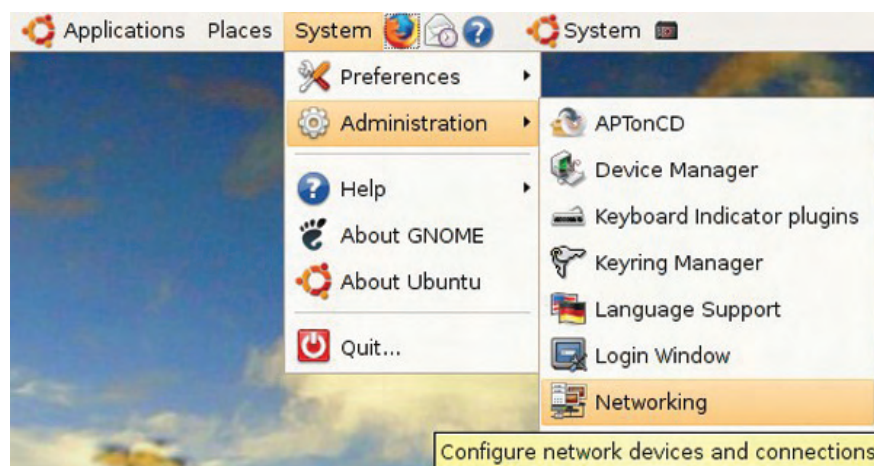 Applications Places System System
Preferences
Administration
Help
About GNOME
About Ubuntu
Quit...
APTonCD
Device Manager
Keyboard Indicator plugins
Keyring Manager
Language Support
Login Window
Networking
Configure network devices and connections